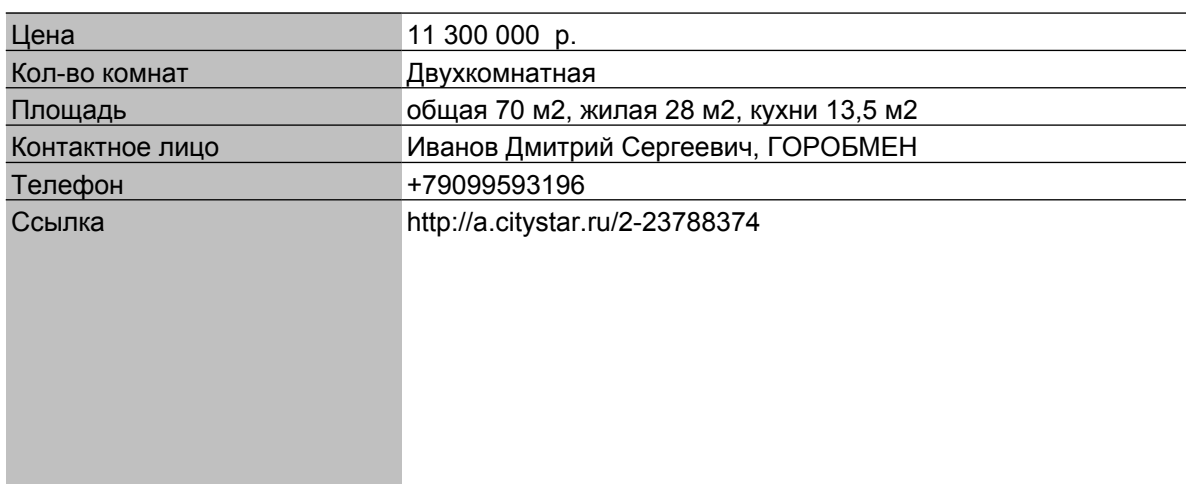 Цена 11 300 000 р.
Кол-во комнат Двухкомнатная
Площадь общая 70 м2, жилая 28 м2, кухни 13,5 м2
Контактное лицо Иванов Дмитрий Сергеевич, ГОРОБМЕН
Телефон +79099593196
Ссылка http://a.citystar.ru/2-23788374